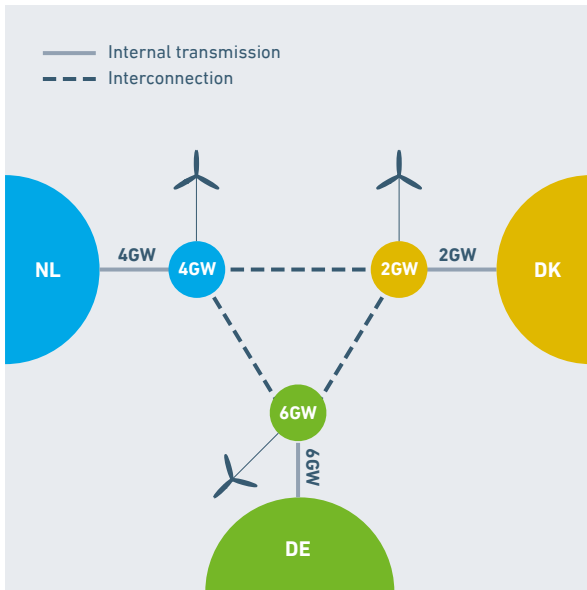 Internal transmission
Interconnection
4GW
2GW
NL
4GW
2GW
DK
6GW
6GW
DE